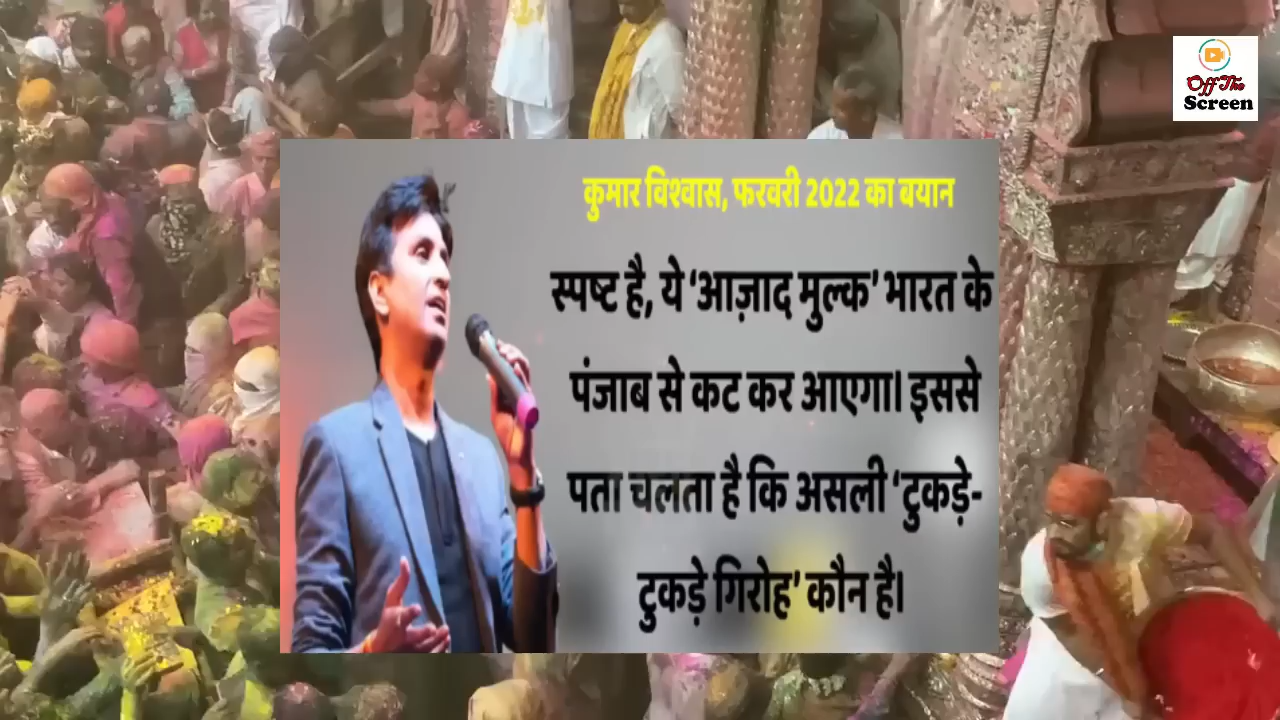 Off The
Screen
कुमार विश्वास, फरवरी 2022 का बयान
स्पष्ट है, ये ‘आज़ाद मुल्क’ भारत के
पंजाब से कट कर आएगा। इससे
पता चलता है कि असली ‘टुकड़े-
टुकड़े गिरोह’ कौन है।